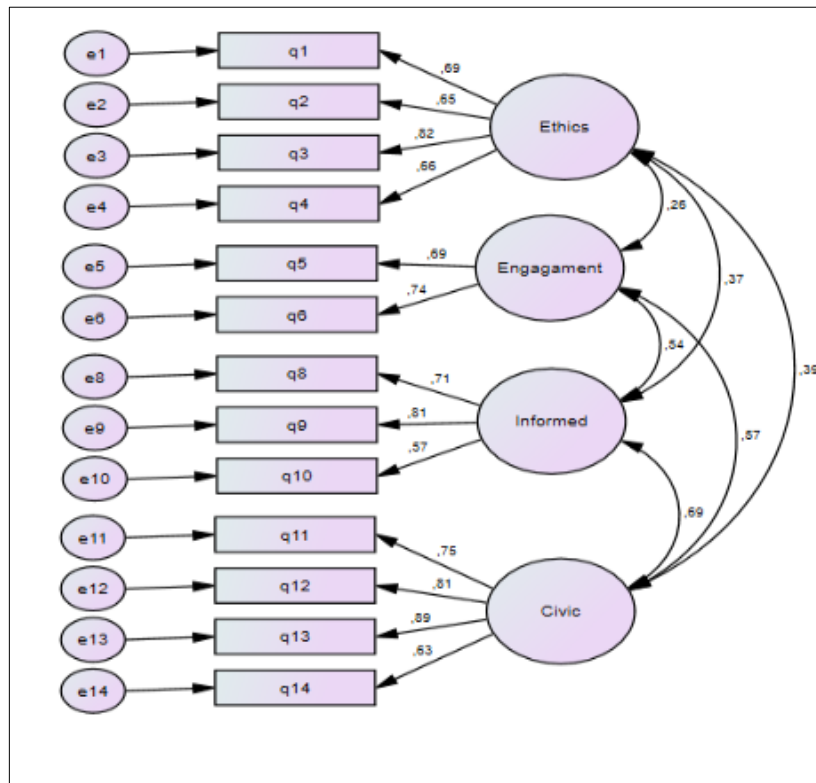 e1 q1 ,69
e2 q2 ,65 Ethics
e3 q3 ,82
e4 q4 ,66
,26
e5 q5 ,69 Engagament
e6 q6 ,74
,37
,54
,39
e8 q8 ,71
e9 q9 ,81 Informed
,57
e10 q10 ,57
,69
e11 q11 ,75
e12 q12 ,81 Civic
e13 q13 ,89
e14 q14 ,63